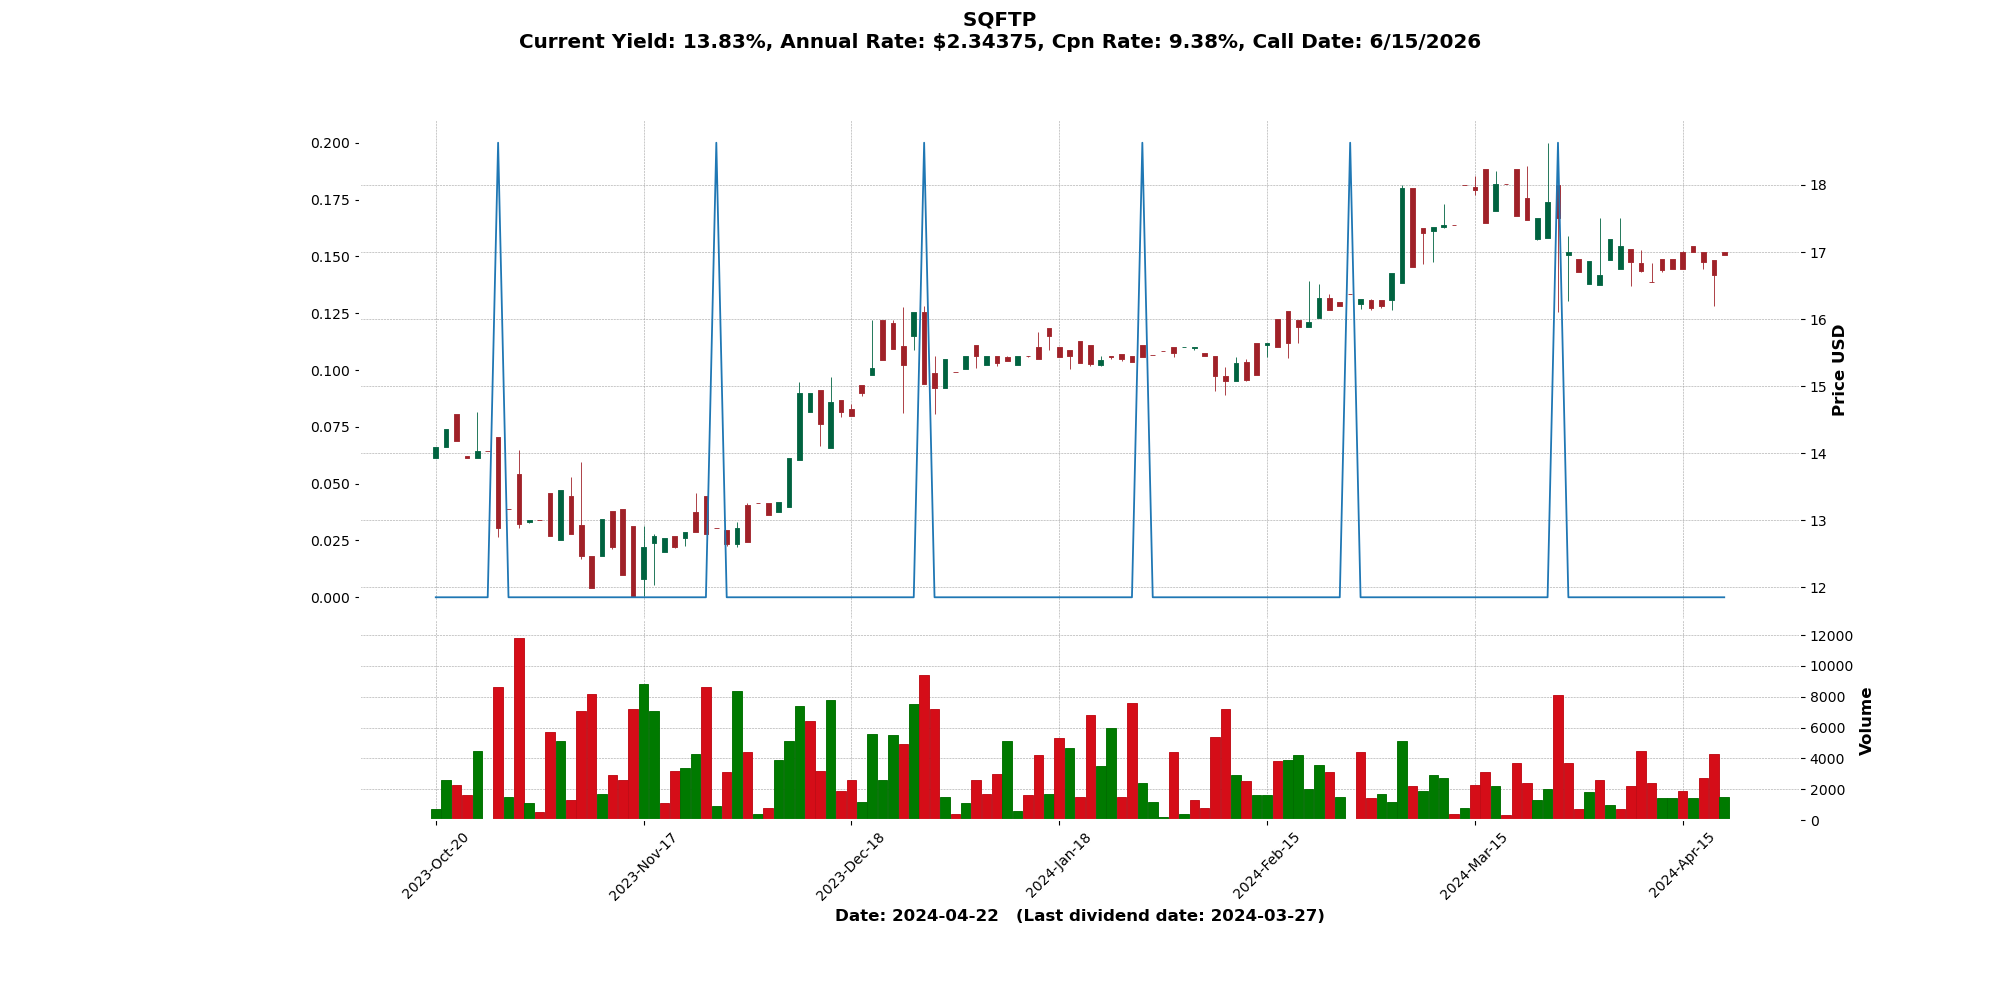 SQFTP
Current Yield: 13.83%, Annual Rate: $2.34375, Cpn Rate: 9.38%, Call Date: 6/15/2026
0.200
0.175
0.150
0.125
0.100
0.075
0.050
0.025
0.000
18
17
16
15
14
13
12
Price USD
12000
10000
8000
6000
4000
2000
0
Volume
2023-Oct-20
2023-Nov-17
2023-Dec-18
2024-Jan-18
2024-Feb-15
2024-Mar-15
2024-Apr-15
Date: 2024-04-22   (Last dividend date: 2024-03-27)